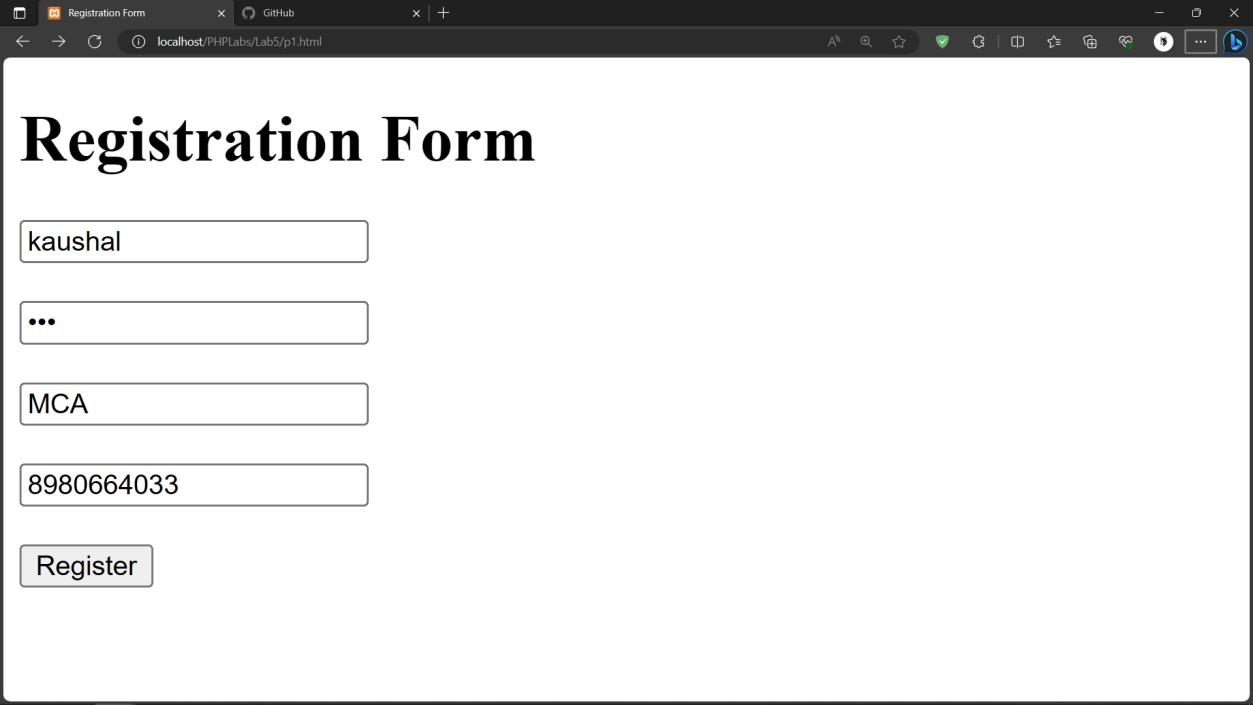 Registration Form
GitHub
localhost/PHPLabs/Lab5/p1.html
Registration Form
kaushal
•••
MCA
8980664033
Register